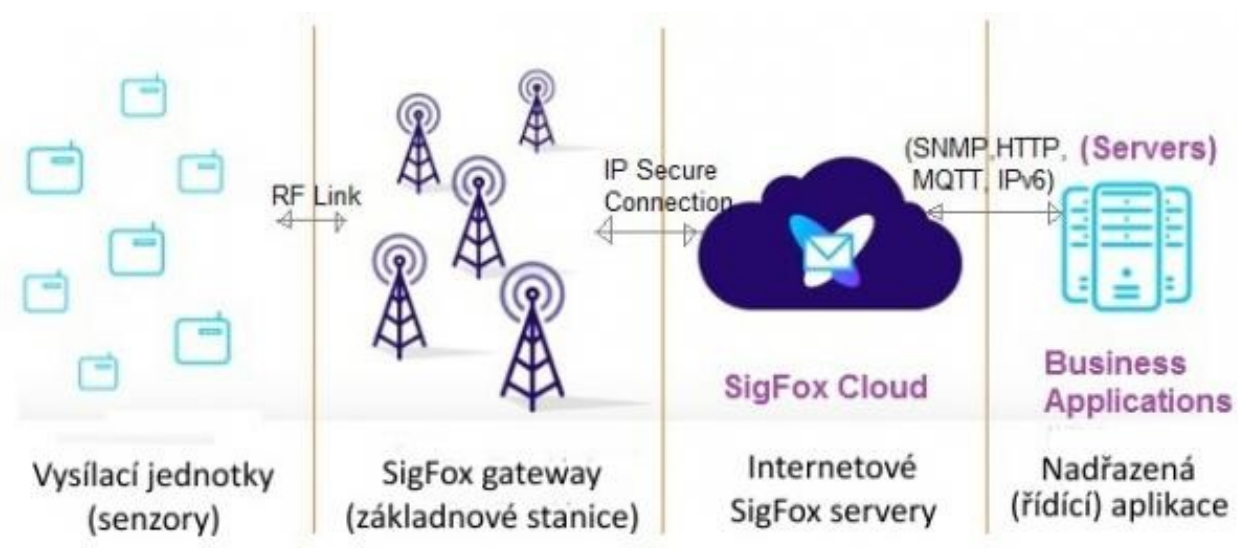 RF Link
IP Secure
Connection
(SNMP,HTTP,
MQTT, IPv6)
(Servers)
SigFox Cloud
Business
Applications
Vysílací jednotky
(senzory)
SigFox gateway
(základnové stanice)
Internetové
SigFox servery
Nadřazená
(řídící) aplikace